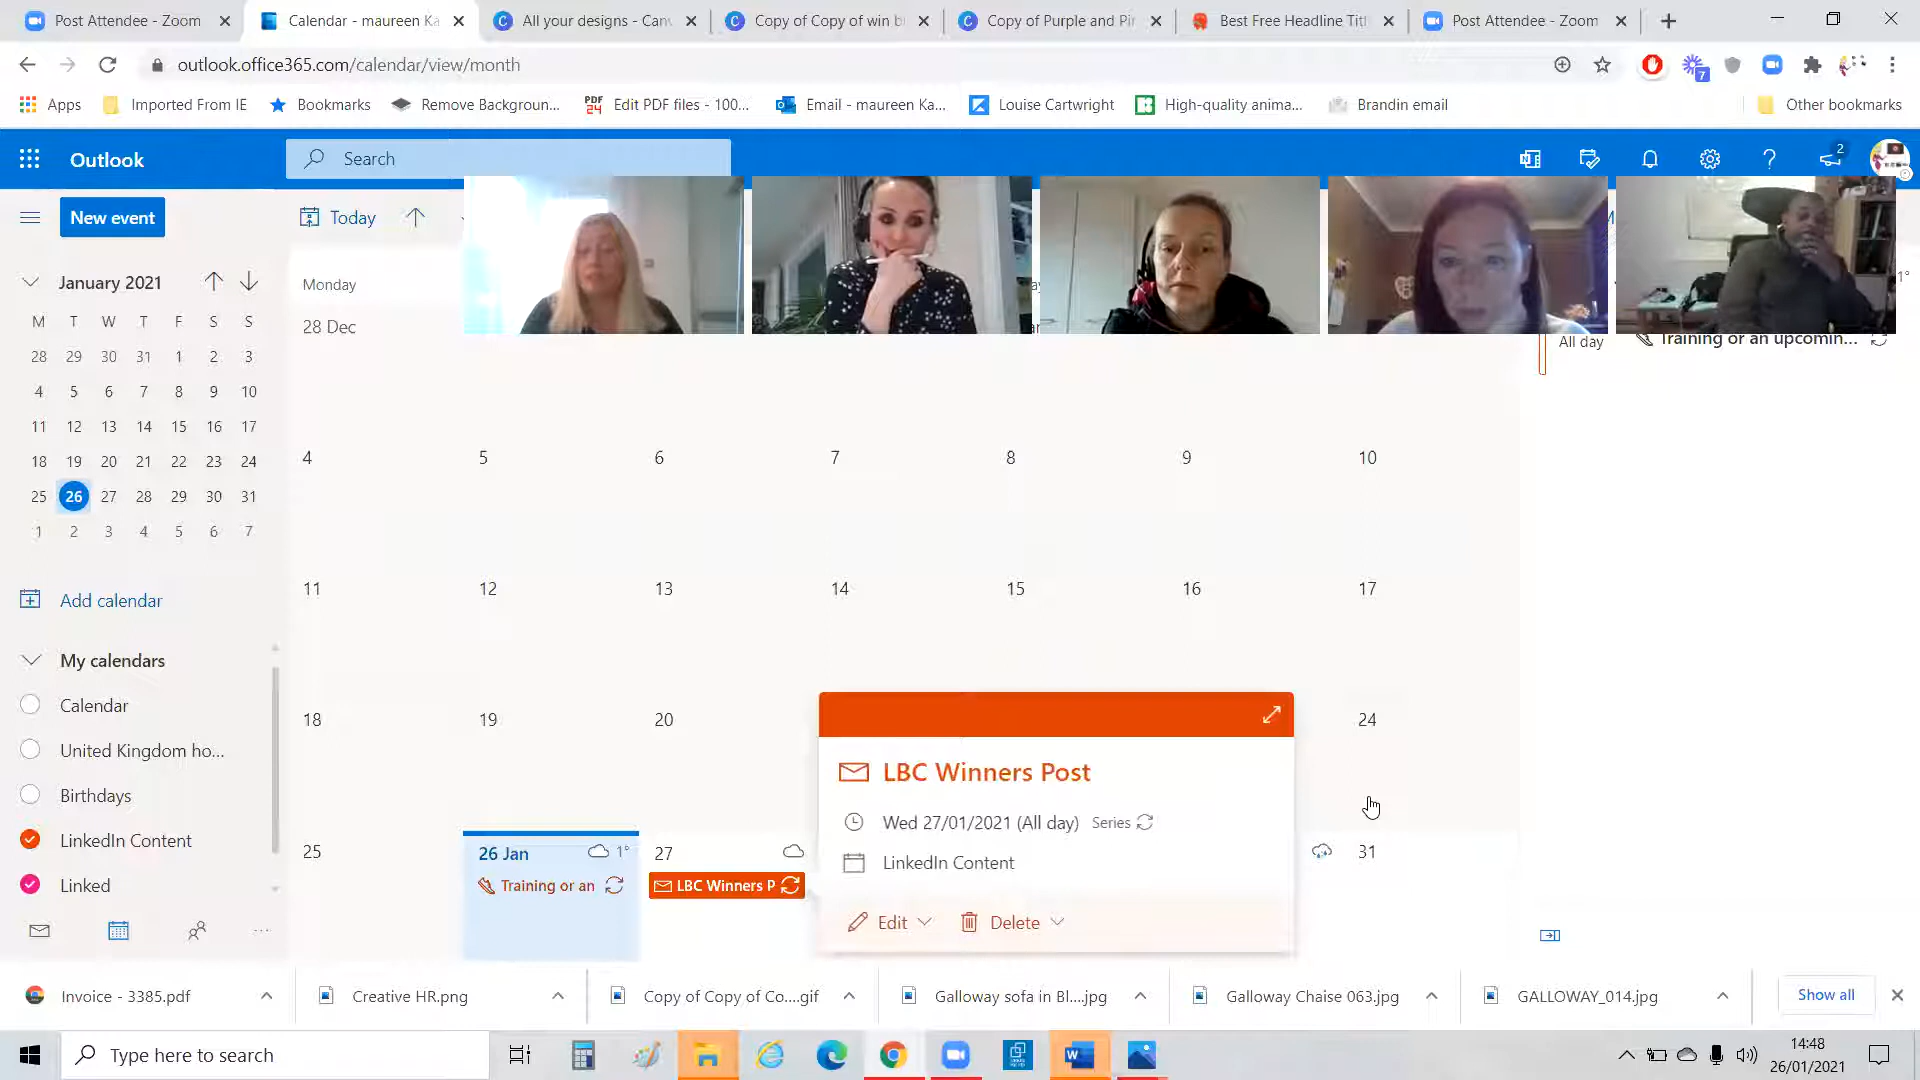 Post Attendee - Zoom
Calendar - maureen Ka
All your designs - Canv
Copy of Copy of win b
Copy of Purple and Pin
Best Free Headline Titl
Post Attendee - Zoom
outlook.office365.com/calendar/view/month
7
Apps
Imported From IE
Bookmarks
Remove Backgroun...
PDF 24
Edit PDF files - 100...
Email - maureen Ka...
Louise Cartwright
High-quality anima...
Brandin email
Other bookmarks
Outlook
Search
2
New event
Today
January 2021
M T W T F S S
28 29 30 31 1 2 3
4 5 6 7 8 9 10
11 12 13 14 15 16 17
18 19 20 21 22 23 24
25 26 27 28 29 30 31
1 2 3 4 5 6 7
Add calendar
My calendars
Calendar
United Kingdom ho...
Birthdays
LinkedIn Content
Linked
Monday
28 Dec
1°
All day
Training or an upcomin...
4 5 6 7 8 9 10
11 12 13 14 15 16 17
18 19 20 24
LBC Winners Post
Wed 27/01/2021 (All day) Series
LinkedIn Content
Edit
Delete
25
26 Jan
1°
27
31
Training or an
LBC Winners P
Invoice - 3385.pdf
Creative HR.png
Copy of Copy of Co....gif
Galloway sofa in Bl....jpg
Galloway Chaise 063.jpg
GALLOWAY_014.jpg
Show all
Type here to search
14:48
26/01/2021